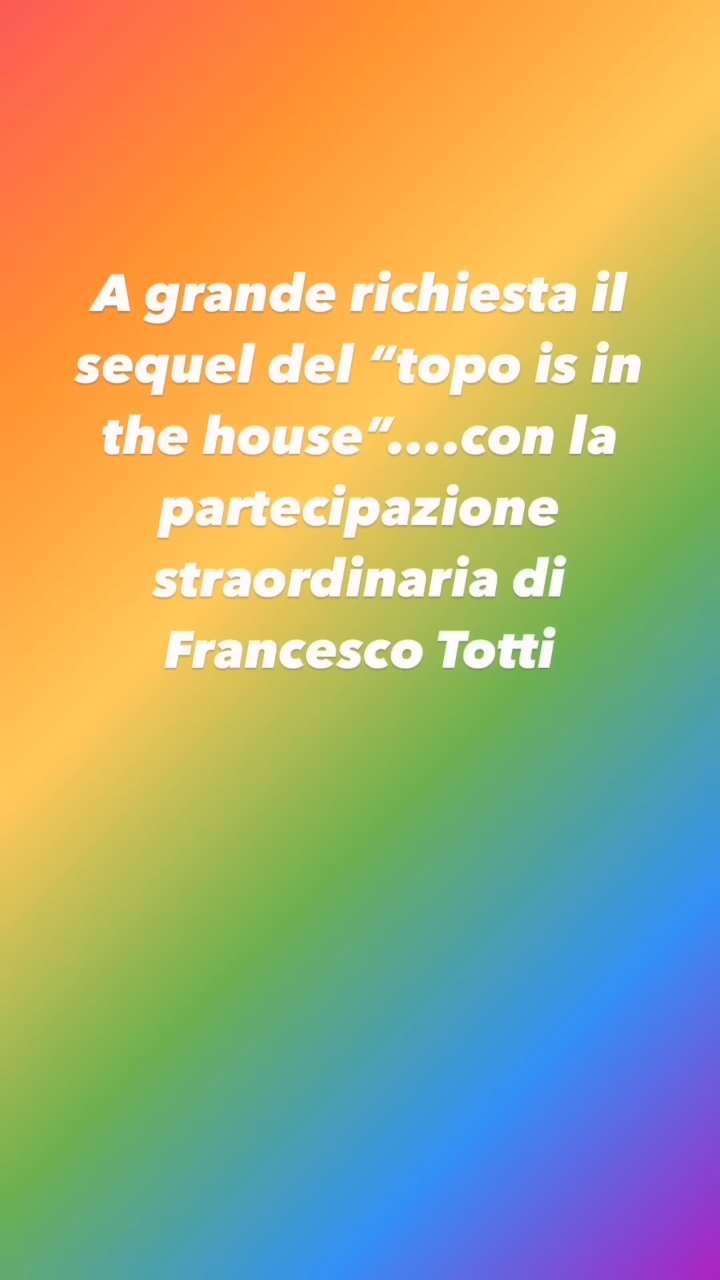 A grande richiesta il
sequel del “topo is in
the house”....con la
partecipazione
straordinaria di
Francesco Totti